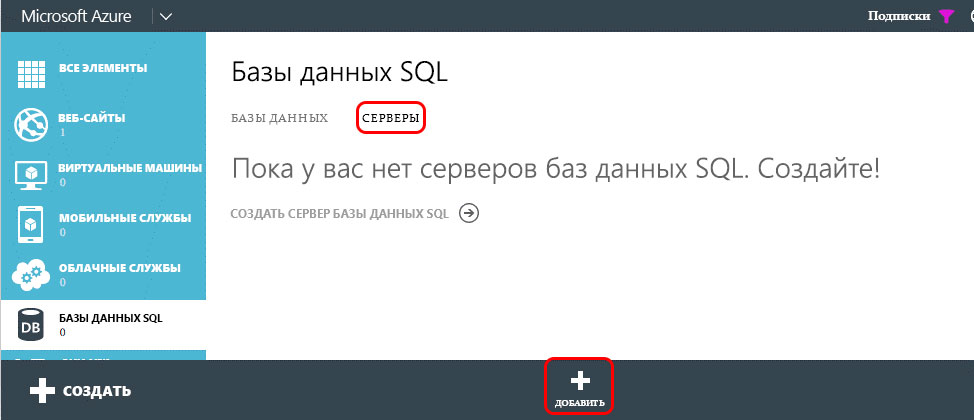 Microsoft Azure
Подписки
ВСЕ ЭЛЕМЕНТЫ
ВЕБ-САЙТЫ
1
ВИРТУАЛЬНЫЕ МАШИНЫ
0
МОБИЛЬНЫЕ СЛУЖБЫ
0
ОБЛАЧНЫЕ СЛУЖБЫ
0
DB
БАЗЫ ДАННЫХ SQL
0
Базы данных SQL
БАЗЫ ДАННЫХ СЕРВЕРЫ
Пока у вас нет серверов баз данных SQL. Создайте!
СОЗДАТЬ СЕРВЕР БАЗЫ ДАННЫХ SQL
СОЗДАТЬ
ДОБАВИТЬ